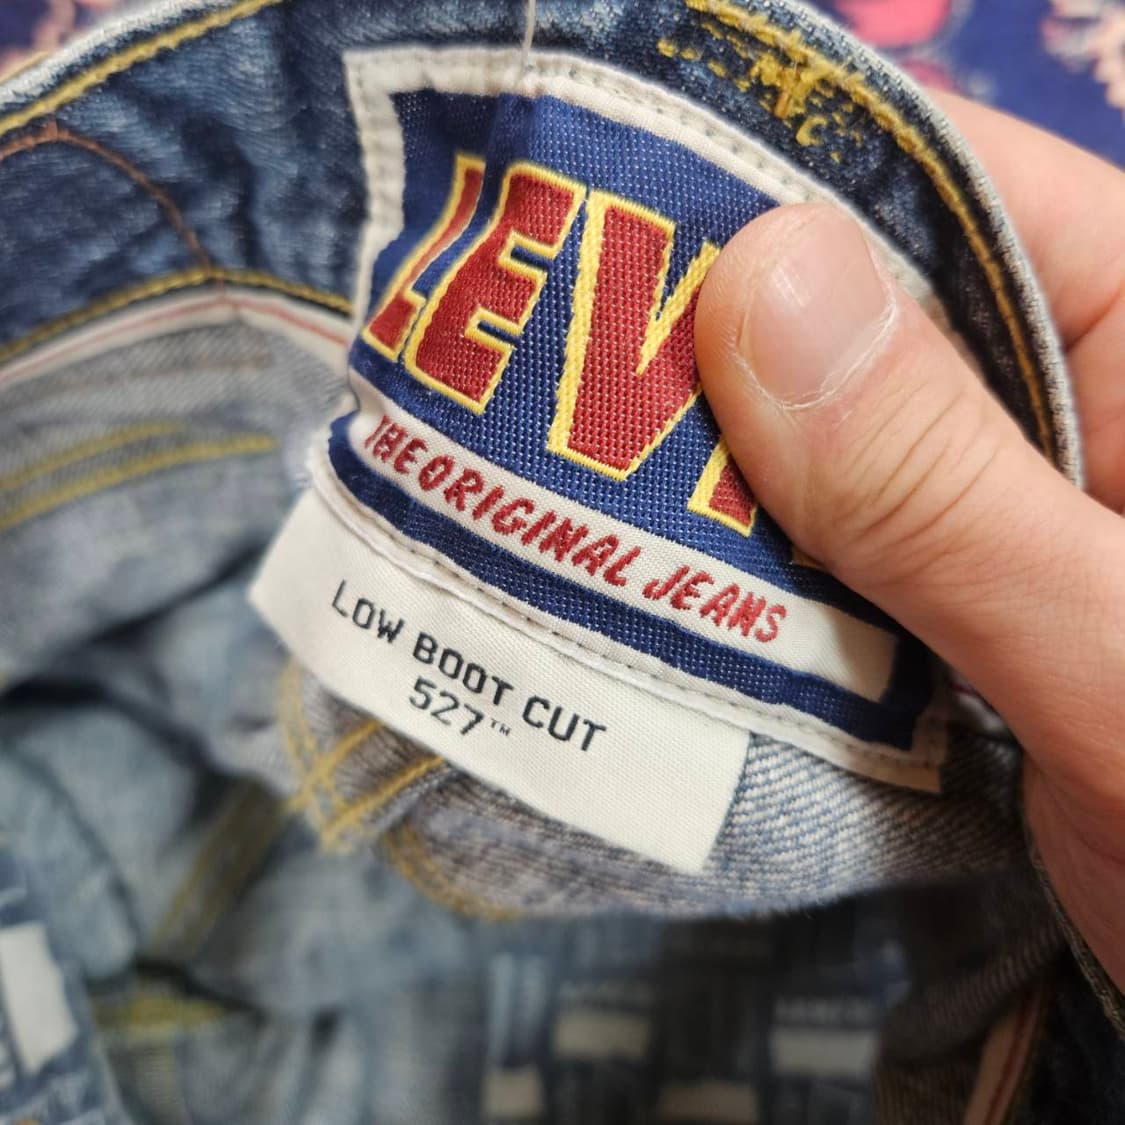 LEV
THE ORIGINAL JEANS
LOW BOOT CUT
527™